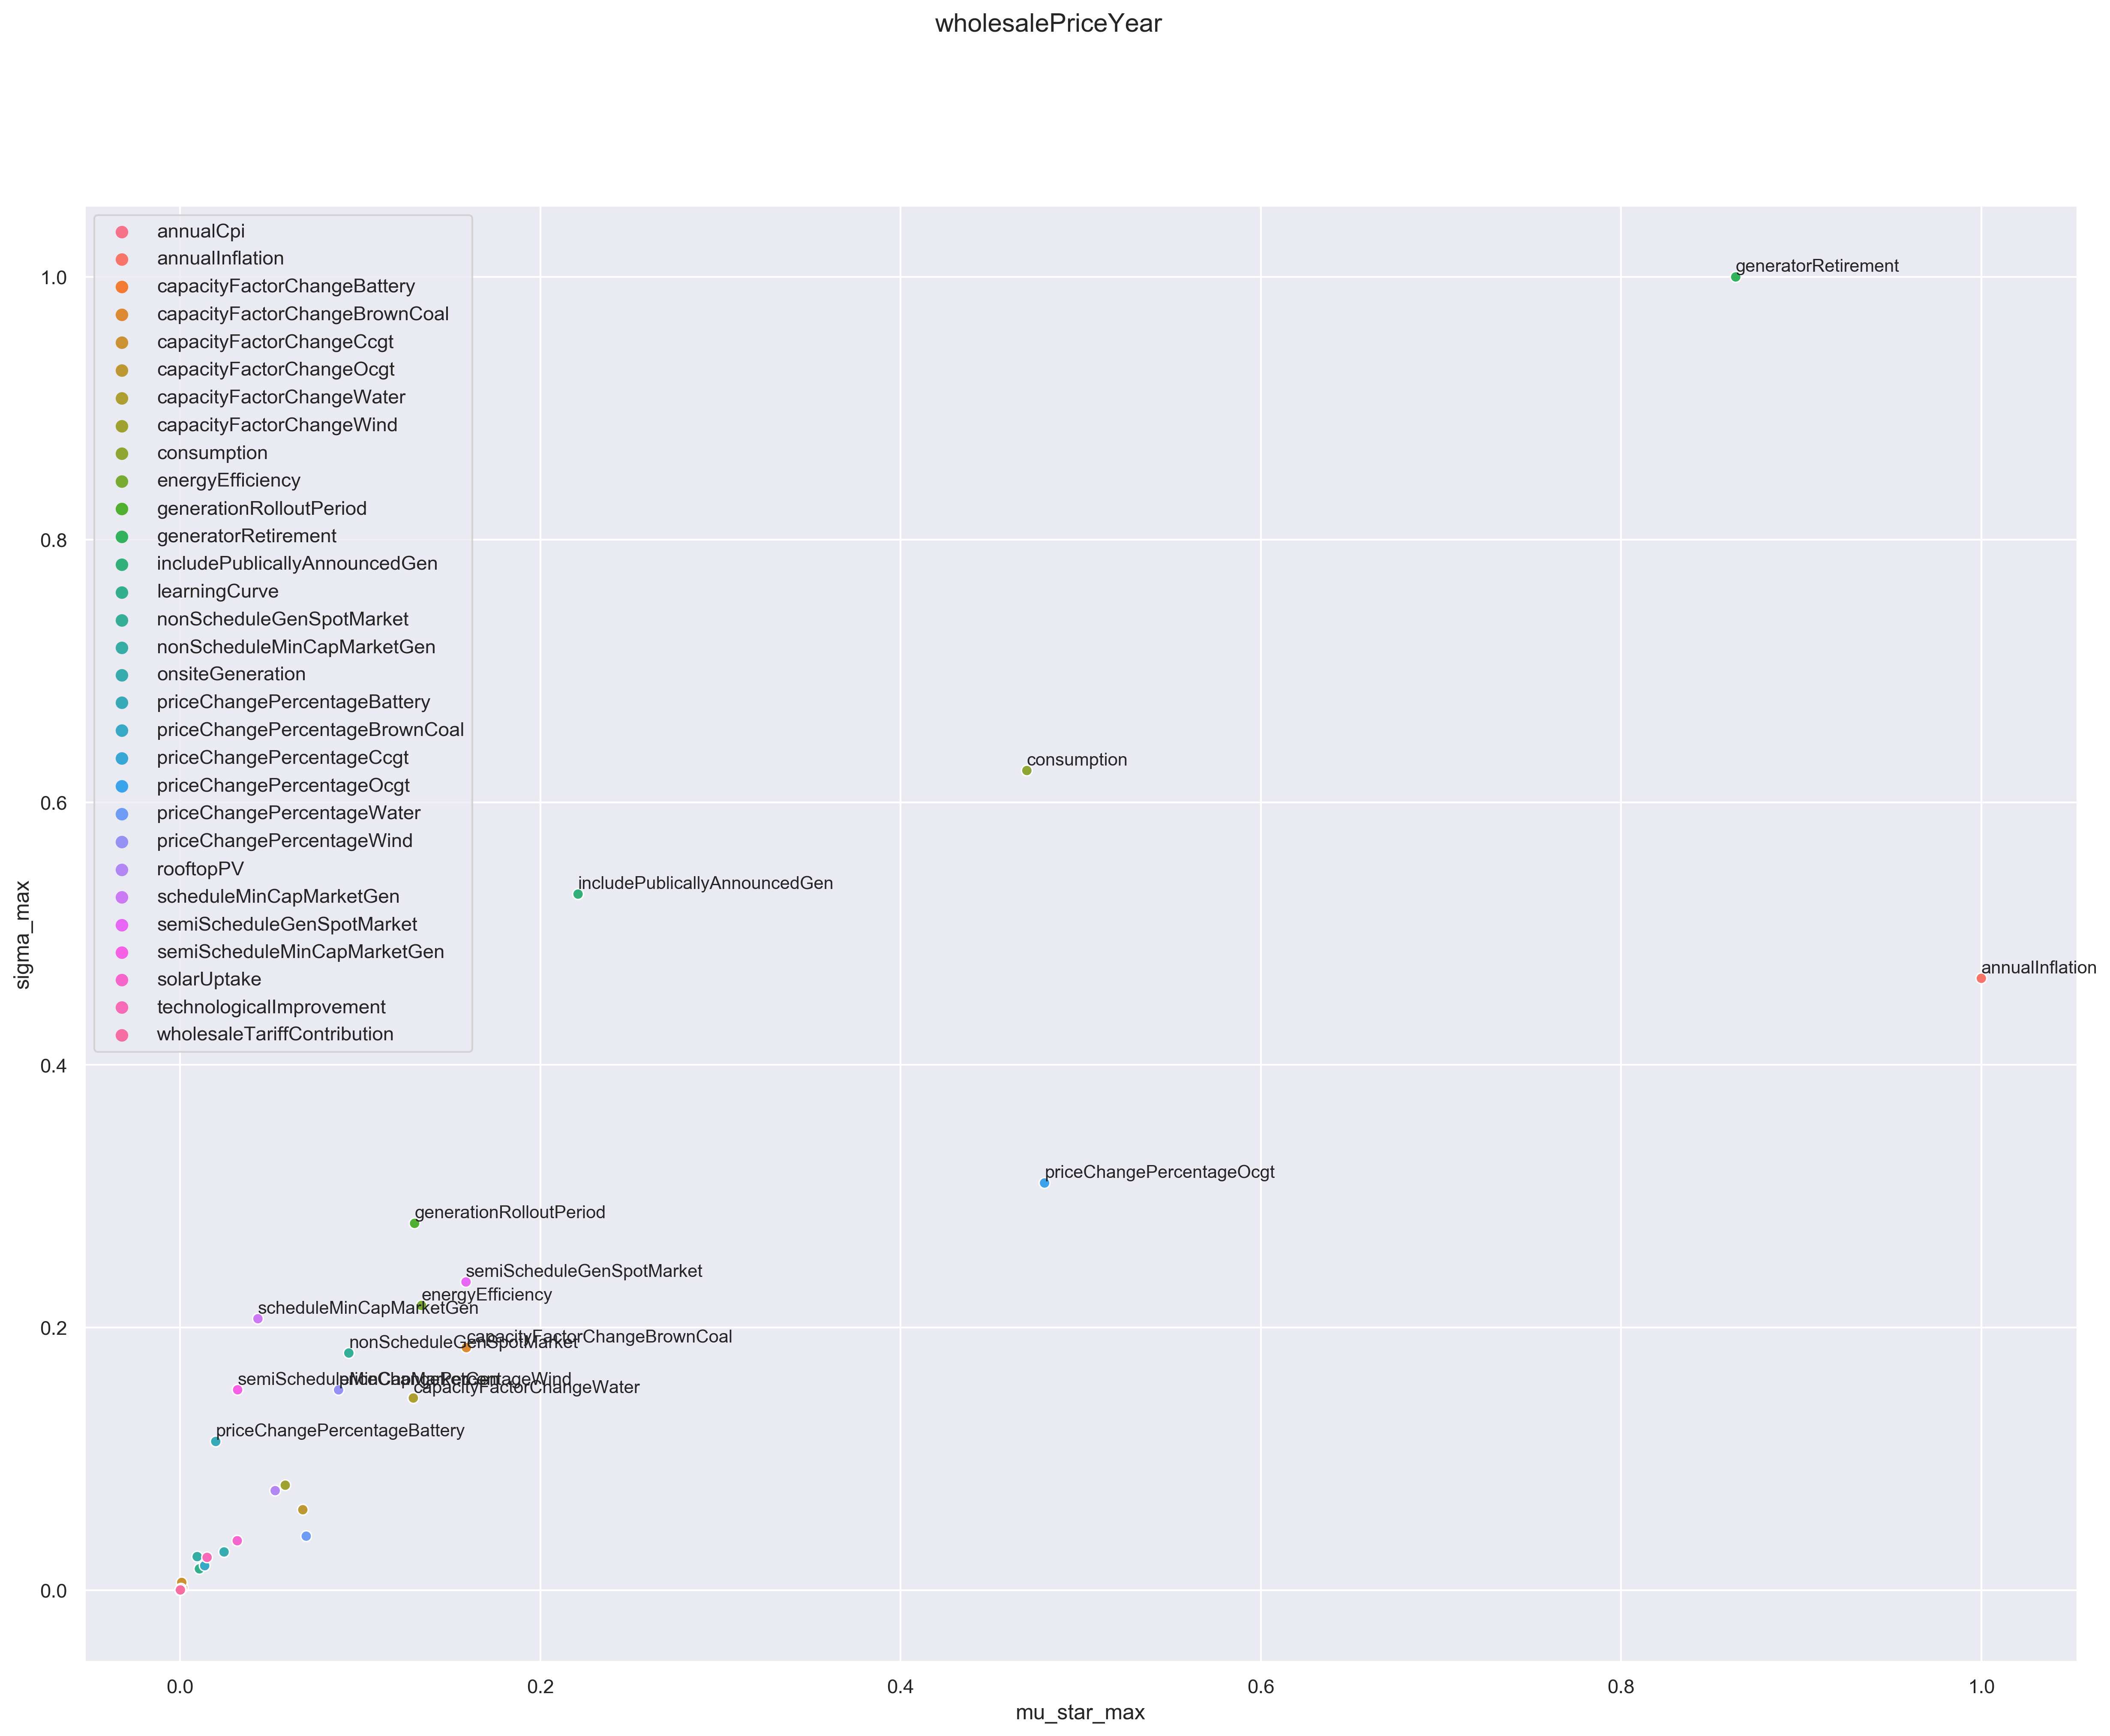 wholesalePriceYear
annualCpi
annualInflation
capacityFactorChangeBattery
capacityFactorChangeBrownCoal
capacityFactorChangeCcgt
capacityFactorChangeOcgt
capacityFactorChangeWater
capacityFactorChangeWind
consumption
energyEfficiency
generationRolloutPeriod
generatorRetirement
includePublicallyAnnouncedGen
learningCurve
nonScheduleGenSpotMarket
nonScheduleMinCapMarketGen
onsiteGeneration
priceChangePercentageBattery
priceChangePercentageBrownCoal
priceChangePercentageCcgt
priceChangePercentageOcgt
priceChangePercentageWater
priceChangePercentageWind
rooftopPV
scheduleMinCapMarketGen
semiScheduleGenSpotMarket
semiScheduleMinCapMarketGen
solarUptake
technologicalImprovement
wholesaleTariffContribution
generatorRetirement
consumption
includePublicallyAnnouncedGen
annualInflation
priceChangePercentageOcgt
generationRolloutPeriod
semiScheduleGenSpotMarket
energyEfficiency
scheduleMinCapMarketGen
capacityFactorChangeBrownCoal
nonScheduleGenSpotMarket
semiScheduleMinCapMarketGen
priceChangePercentageWind
capacityFactorChangeWater
priceChangePercentageBattery
1.0
0.8
0.6
0.4
0.2
0.0
sigma_max
0.0
0.2
0.4
0.6
0.8
1.0
mu_star_max